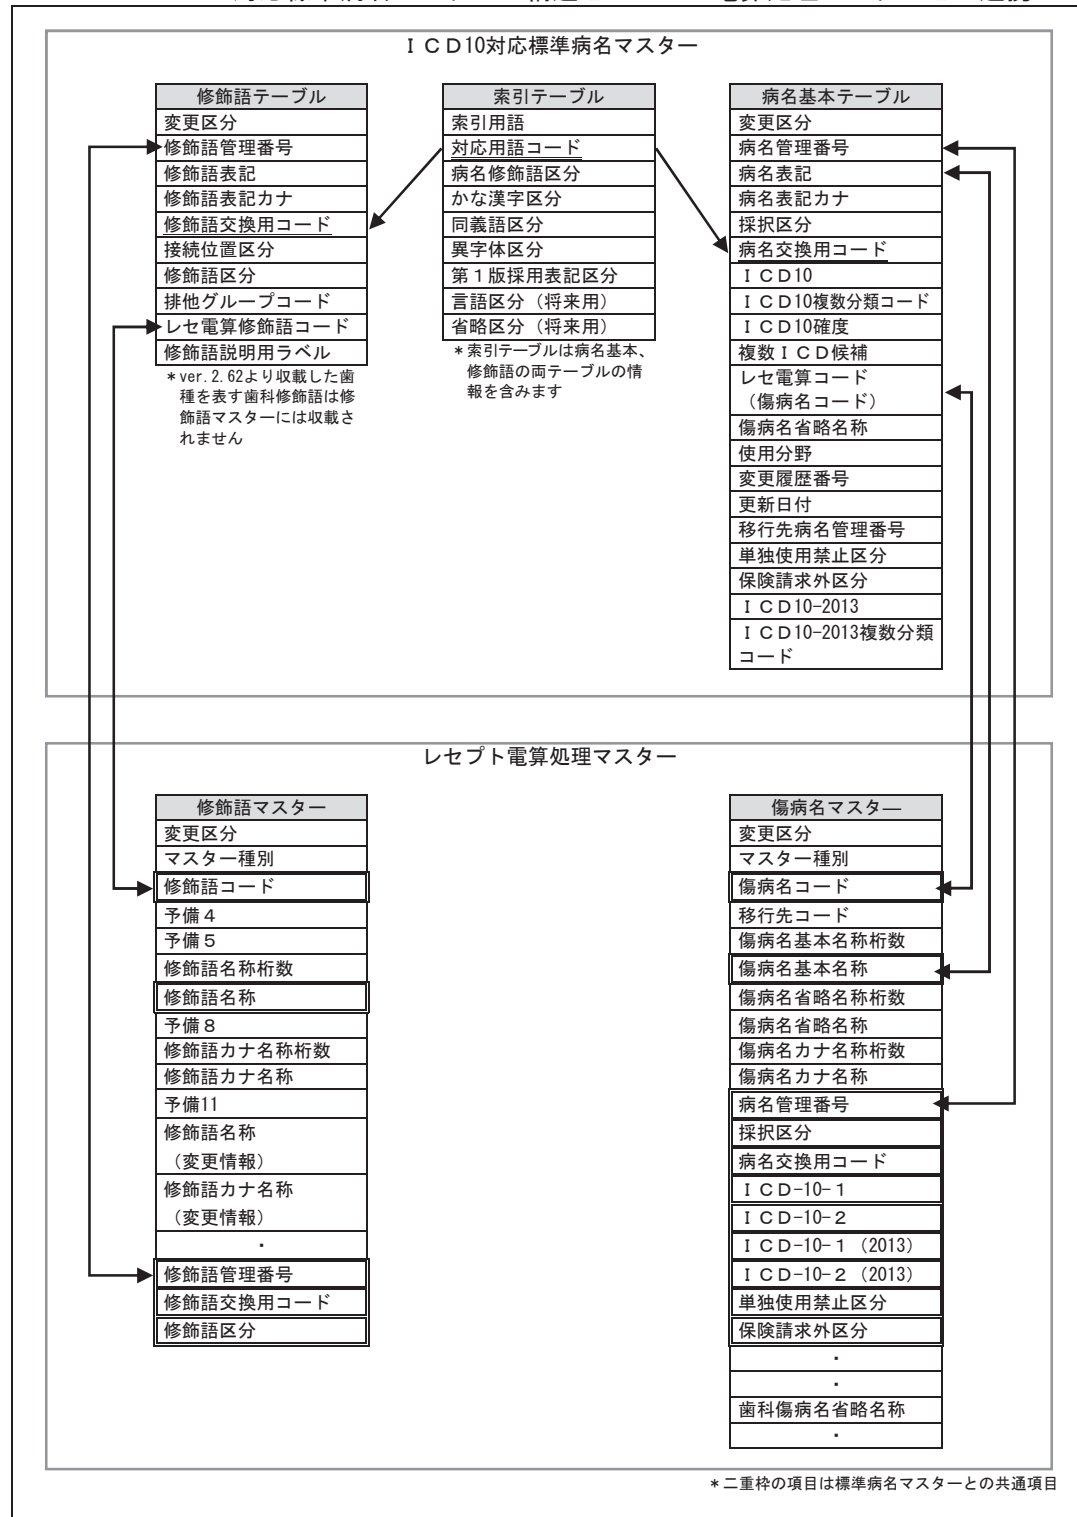 ＩＣＤ10対応標準病名マスター
修飾語テーブル
変更区分
修飾語管理番号
修飾語表記
修飾語表記カナ
修飾語交換用コード
接続位置区分
修飾語区分
排他グループコード
レセ電算修飾語コード
修飾語説明用ラベル
*ver.2.62より収載した歯
種を表す歯科修飾語は修
飾語マスターには収載さ
れません
索引テーブル
索引用語
対応用語コード
病名修飾語区分
かな漢字区分
同義語区分
異字体区分
第１版採用表記区分
言語区分（将来用）
省略区分（将来用）
*索引テーブルは病名基本、
修飾語の両テーブルの情
報を含みます
病名基本テーブル
変更区分
病名管理番号
病名表記
病名表記カナ
採択区分
病名交換用コード
ＩＣＤ10
ＩＣＤ10複数分類コード
ＩＣＤ10確度
複数ＩＣＤ候補
レセ電算コード
（傷病名コード）
傷病名省略名称
使用分野
変更履歴番号
更新日付
移行先病名管理番号
単独使用禁止区分
保険請求外区分
ＩＣＤ10-2013
ＩＣＤ10-2013複数分類
コード
レセプト電算処理マスター
修飾語マスター
変更区分
マスター種別
修飾語コード
予備４
予備５
修飾語名称桁数
修飾語名称
予備８
修飾語カナ名称桁数
修飾語カナ名称
予備11
修飾語名称
（変更情報）
修飾語カナ名称
（変更情報）
・
修飾語管理番号
修飾語交換用コード
修飾語区分
傷病名マスタ―
変更区分
マスター種別
傷病名コード
移行先コード
傷病名基本名称桁数
傷病名基本名称
傷病名省略名称桁数
傷病名省略名称
傷病名カナ名称桁数
傷病名カナ名称
病名管理番号
採択区分
病名交換用コード
ＩＣＤ-10-１
ＩＣＤ-10-２
ＩＣＤ-10-１（2013）
ＩＣＤ-10-２（2013）
単独使用禁止区分
保険請求外区分
・
・
歯科傷病名省略名称
・
*二重枠の項目は標準病名マスターとの共通項目